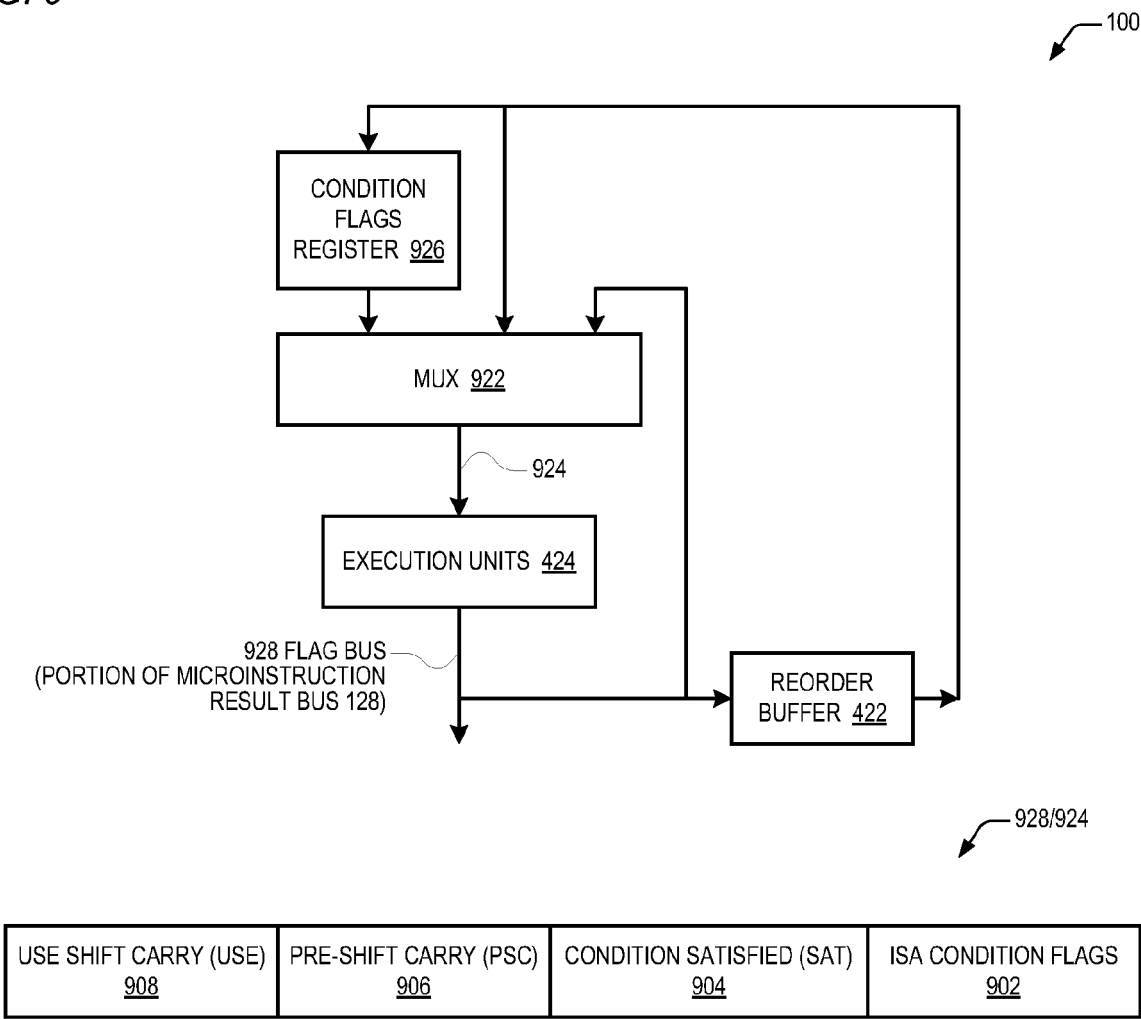 100
CONDITION
FLAGS
REGISTER 926
MUX 922
924
EXECUTION UNITS 424
928 FLAG BUS
(PORTION OF MICROINSTRUCTION
RESULT BUS 128)
REORDER
BUFFER 422
928/924
USE SHIFT CARRY (USE)
908
PRE-SHIFT CARRY (PSC)
906
CONDITION SATISFIED (SAT)
904
ISA CONDITION FLAGS
902